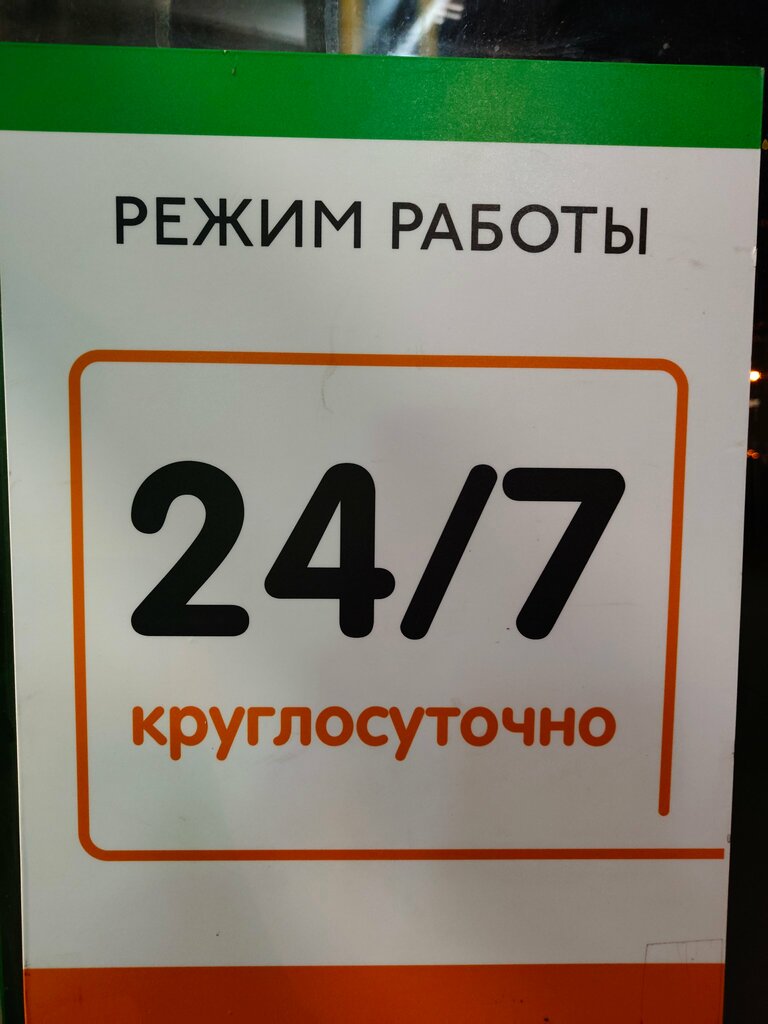 РЕЖИМ РАБОТЫ
24/7
круглосуточно